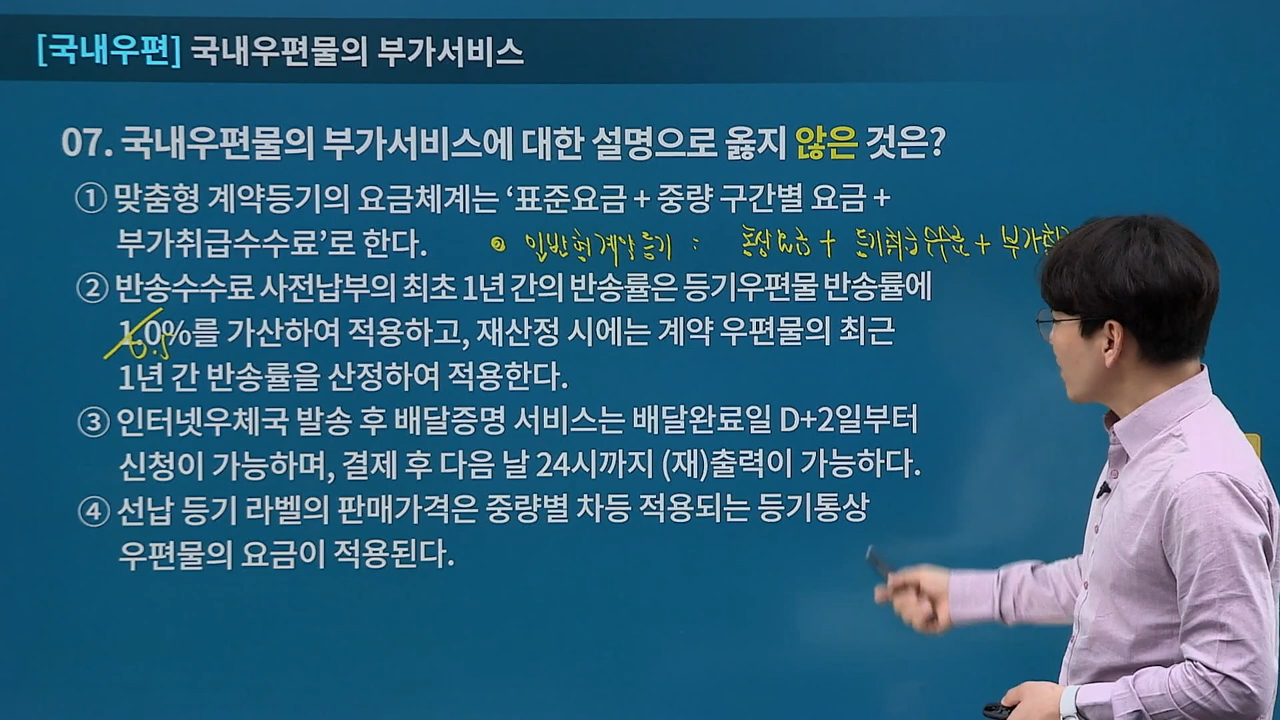 [국내우편] 국내우편물의 부가서비스
07. 국내우편물의 부가서비스에 대한 설명으로 옳지 않은 것은?
① 맞춤형 계약등기의 요금체계는 ‘표준요금 + 중량 구간별 요금 +
부가취급수수료’로 한다.
일반형 계약등기 : 통상요금 + 등기취급수수료 + 부가취
② 반송수수료 사전납부의 최초 1년 간의 반송률은 등기우편물 반송률에
1.0%를 가산하여 적용하고, 재산정 시에는 계약 우편물의 최근
0.5
1년 간 반송률을 산정하여 적용한다.
③ 인터넷우체국 발송 후 배달증명 서비스는 배달완료일 D+2일부터
신청이 가능하며, 결제 후 다음 날 24시까지 (재)출력이 가능하다.
④ 선납 등기 라벨의 판매가격은 중량별 차등 적용되는 등기통상
우편물의 요금이 적용된다.